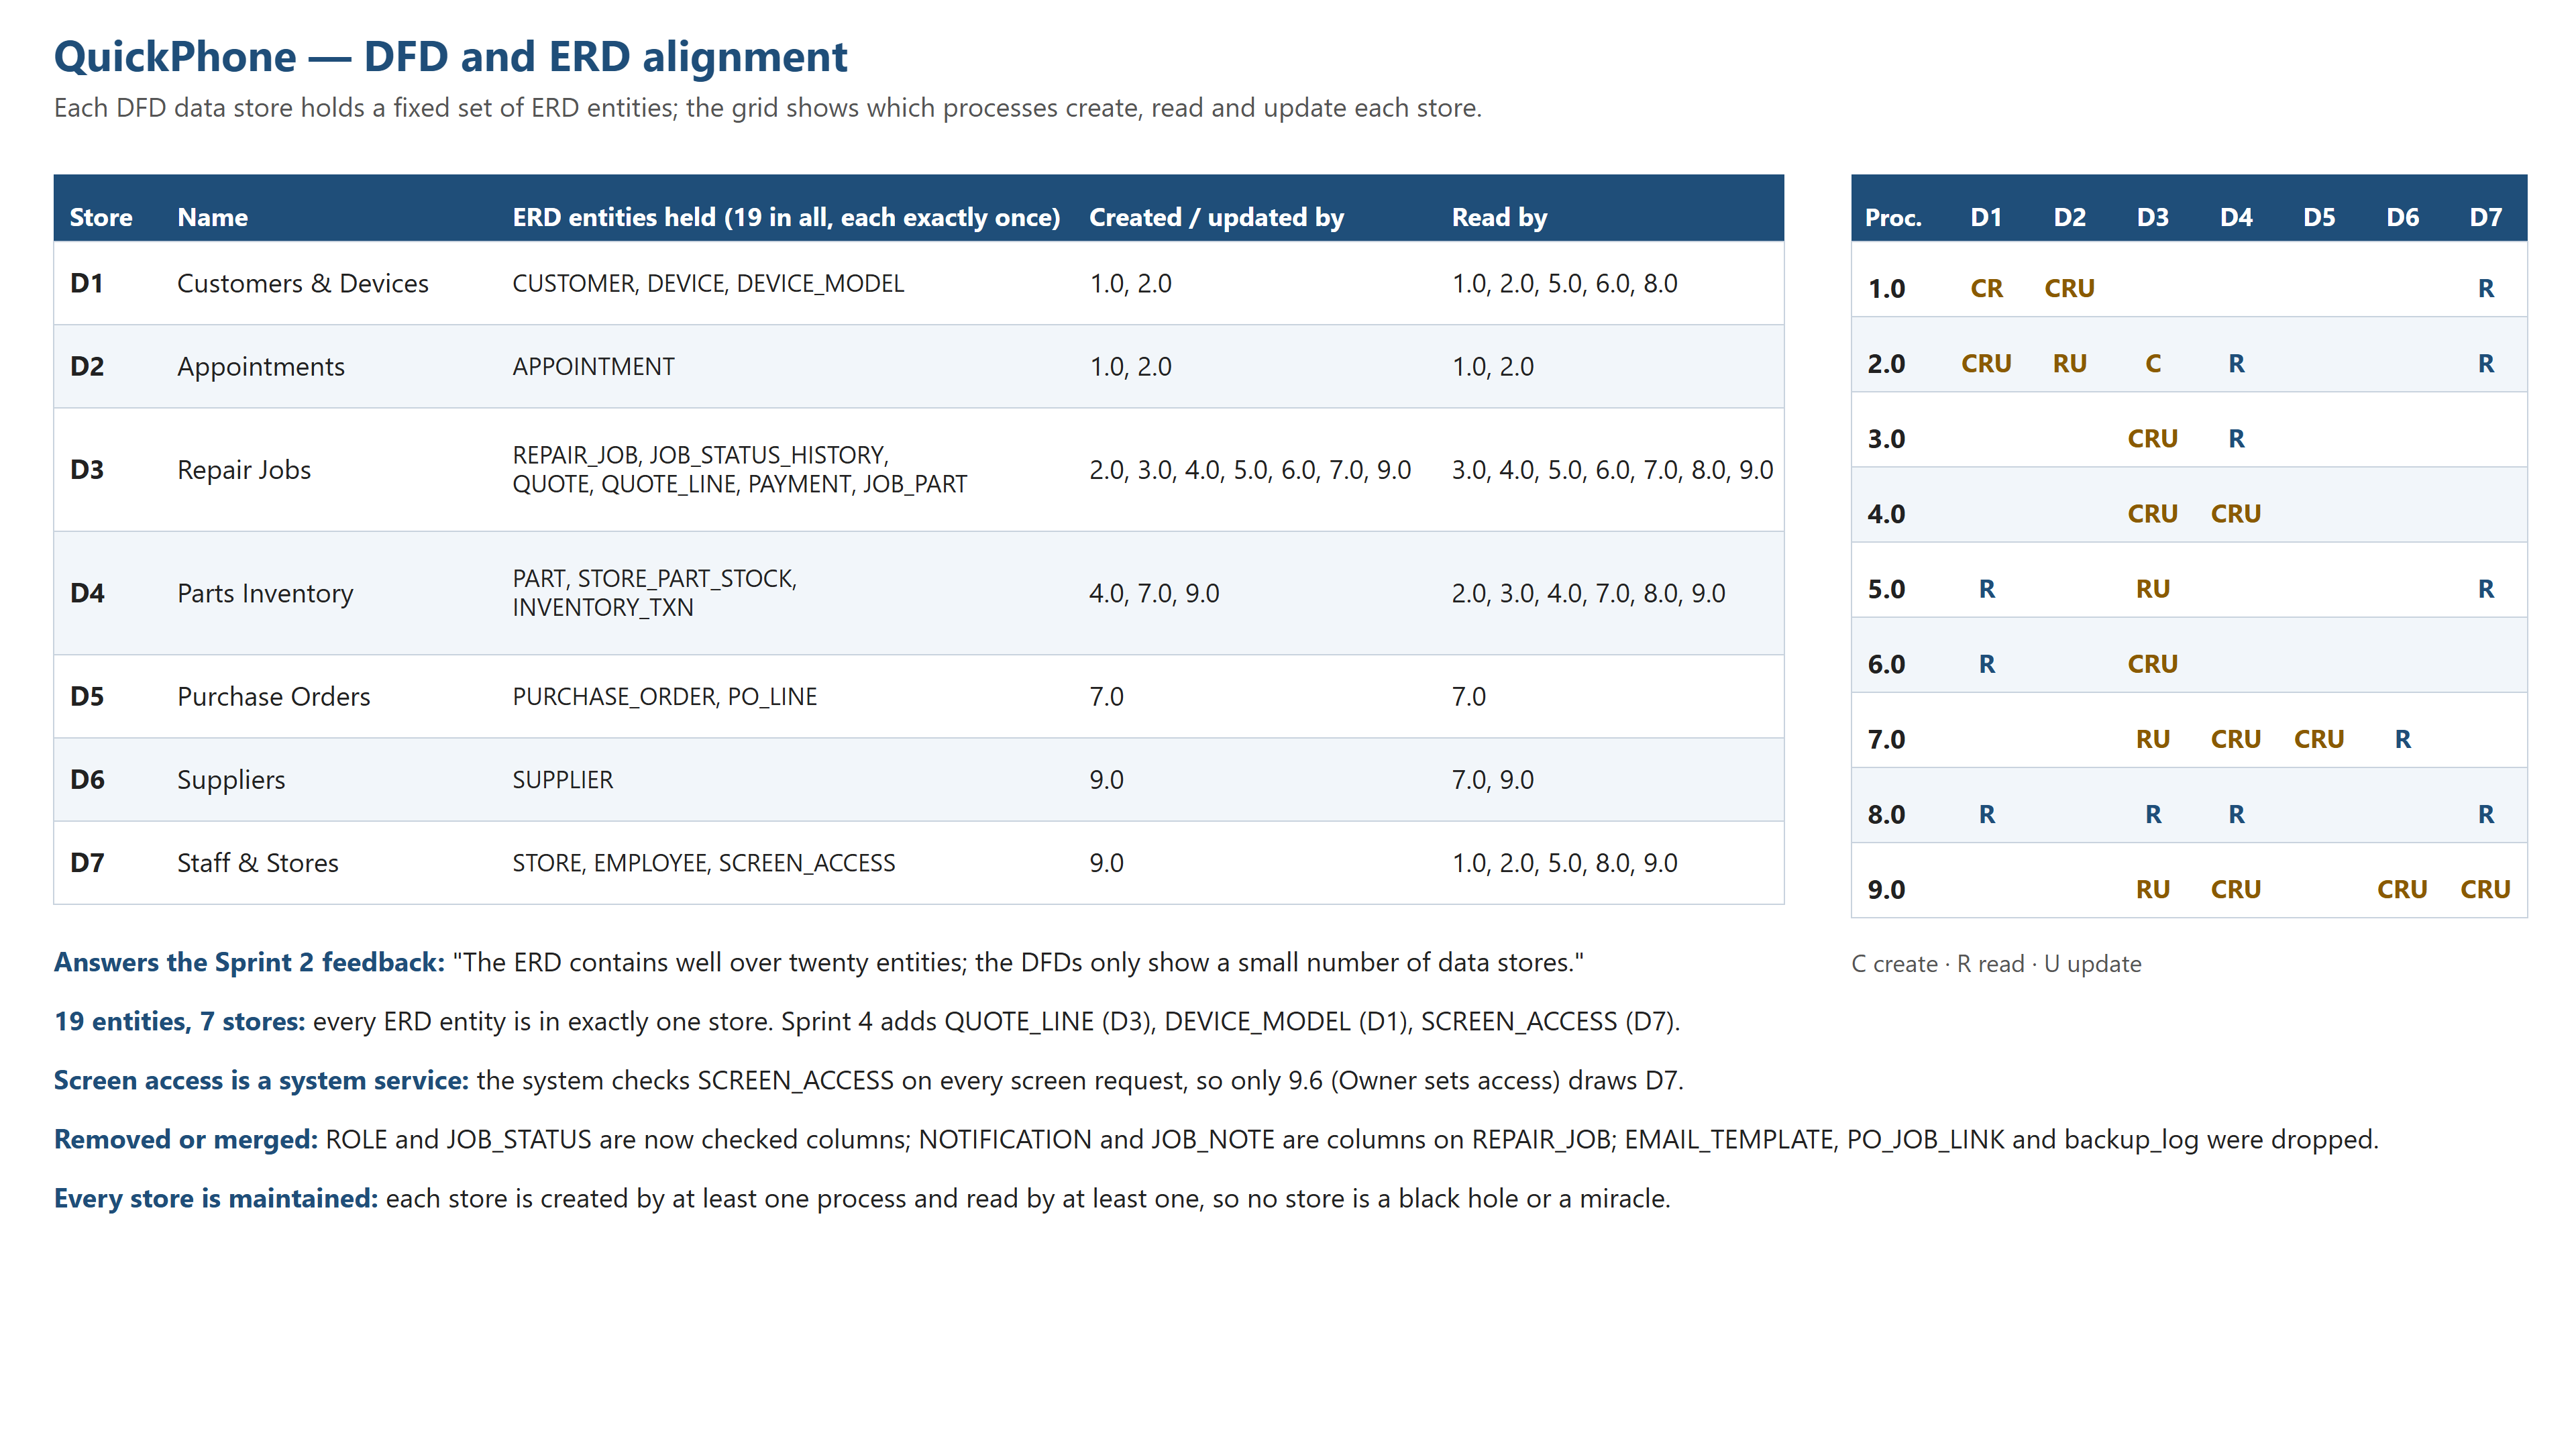 QuickPhone — DFD and ERD alignment
Each DFD data store holds a fixed set of ERD entities; the grid shows which processes create, read and update each store.
Store Name ERD entities held (19 in all, each exactly once) Created / updated by Read by
D1 Customers & Devices CUSTOMER, DEVICE, DEVICE_MODEL 1.0, 2.0 1.0, 2.0, 5.0, 6.0, 8.0
D2 Appointments APPOINTMENT 1.0, 2.0 1.0, 2.0
D3 Repair Jobs REPAIR_JOB, JOB_STATUS_HISTORY,
QUOTE, QUOTE_LINE, PAYMENT, JOB_PART 2.0, 3.0, 4.0, 5.0, 6.0, 7.0, 9.0 3.0, 4.0, 5.0, 6.0, 7.0, 8.0, 9.0
D4 Parts Inventory PART, STORE_PART_STOCK,
INVENTORY_TXN 4.0, 7.0, 9.0 2.0, 3.0, 4.0, 7.0, 8.0, 9.0
D5 Purchase Orders PURCHASE_ORDER, PO_LINE 7.0 7.0
D6 Suppliers SUPPLIER 9.0 7.0, 9.0
D7 Staff & Stores STORE, EMPLOYEE, SCREEN_ACCESS 9.0 1.0, 2.0, 5.0, 8.0, 9.0
Proc. D1 D2 D3 D4 D5 D6 D7
1.0 CR CRU R
2.0 CRU RU C R R
3.0 CRU R
4.0 CRU CRU
5.0 R RU R
6.0 R CRU
7.0 RU CRU CRU R
8.0 R R R R
9.0 RU CRU CRU CRU
C create · R read · U update
Answers the Sprint 2 feedback: "The ERD contains well over twenty entities; the DFDs only show a small number of data stores."
19 entities, 7 stores: every ERD entity is in exactly one store. Sprint 4 adds QUOTE_LINE (D3), DEVICE_MODEL (D1), SCREEN_ACCESS (D7).
Screen access is a system service: the system checks SCREEN_ACCESS on every screen request, so only 9.6 (Owner sets access) draws D7.
Removed or merged: ROLE and JOB_STATUS are now checked columns; NOTIFICATION and JOB_NOTE are columns on REPAIR_JOB; EMAIL_TEMPLATE, PO_JOB_LINK and backup_log were dropped.
Every store is maintained: each store is created by at least one process and read by at least one, so no store is a black hole or a miracle.